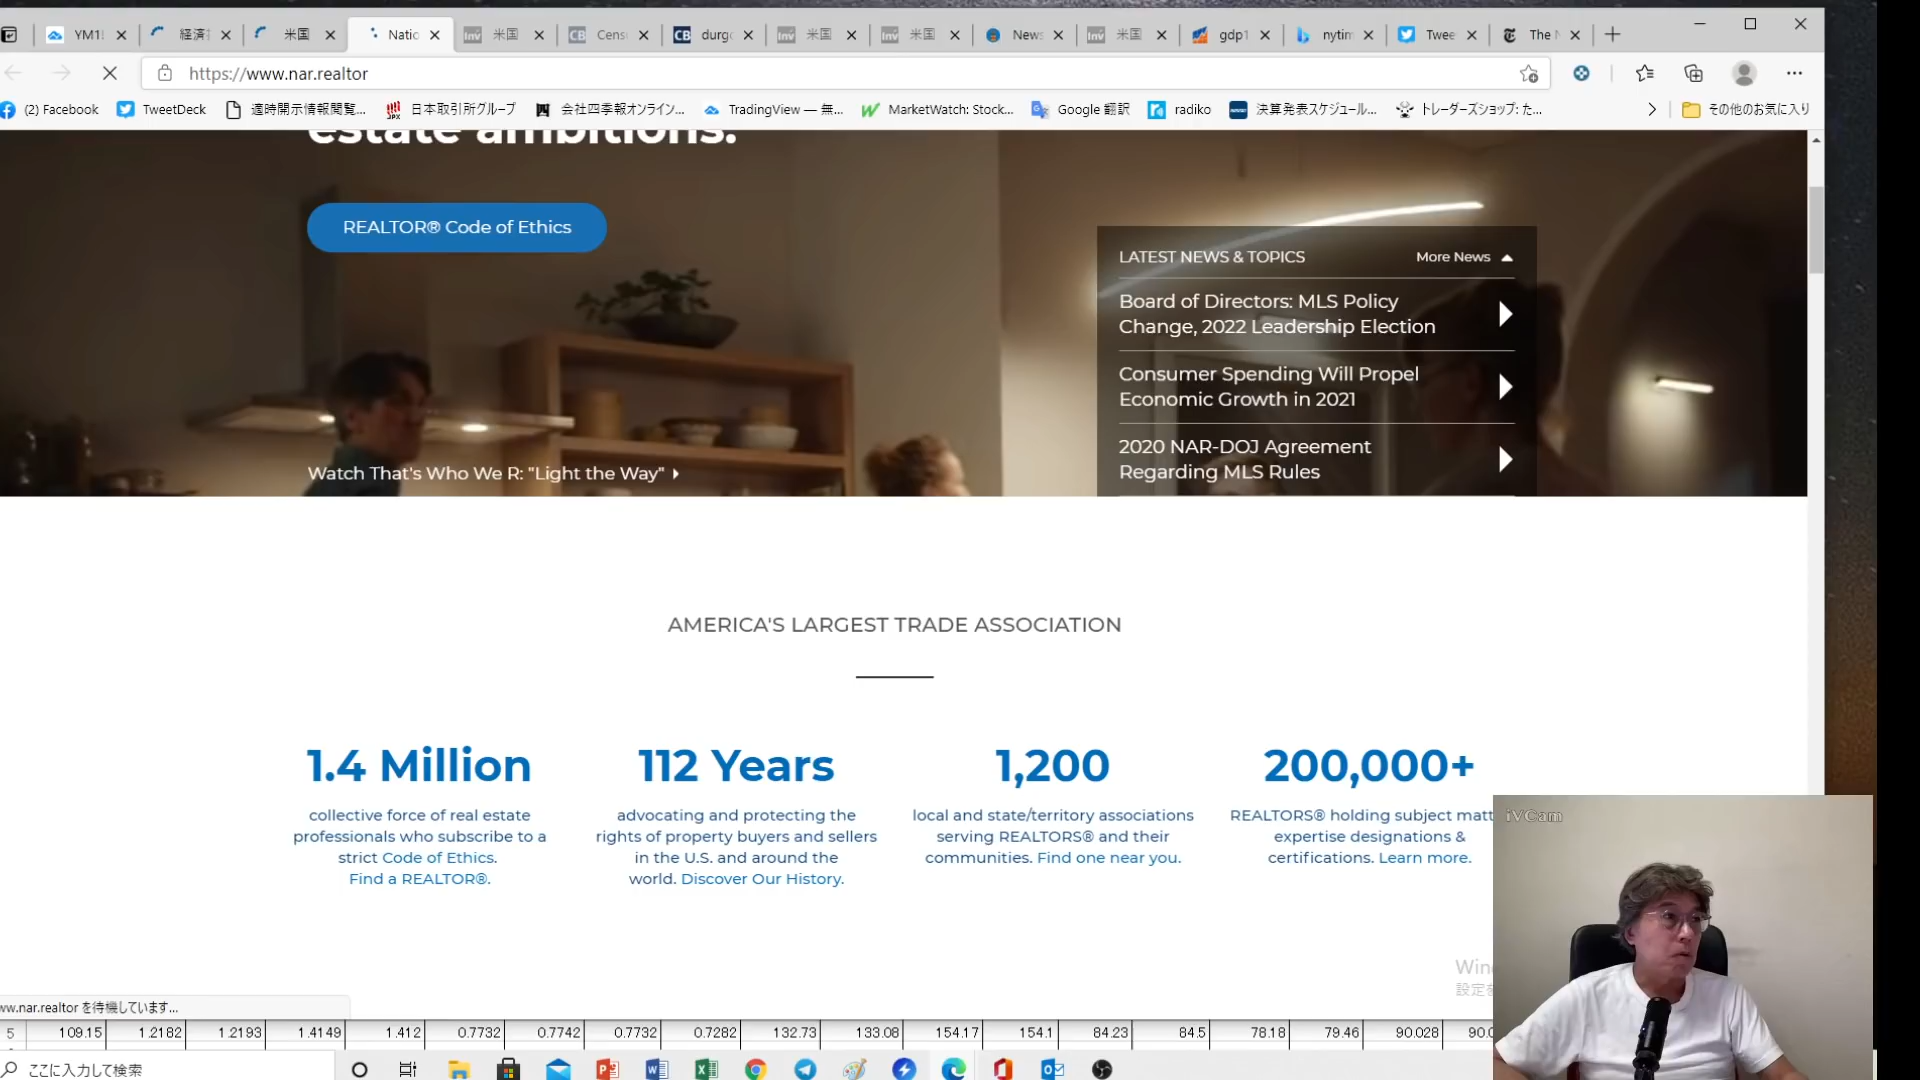 YM1!
経済
米国
Natio
米国
Cens
durgo
米国
米国
News
米国
gdp1
nytim
Twee
The N
https://www.nar.realtor
(2) Facebook
TweetDeck
適時開示情報閲覧...
日本取引所グループ
会社四季報オンライン...
TradingView — 無...
MarketWatch: Stock...
Google 翻訳
radiko
決算発表スケジュール...
トレーダーズショップ: た...
その他のお気に入り
estate ambitions.
REALTOR® Code of Ethics
LATEST NEWS & TOPICS
More News
Board of Directors: MLS Policy
Change, 2022 Leadership Election
Consumer Spending Will Propel
Economic Growth in 2021
2020 NAR-DOJ Agreement
Regarding MLS Rules
Watch That's Who We R: "Light the Way"
AMERICA'S LARGEST TRADE ASSOCIATION
1.4 Million
collective force of real estate
professionals who subscribe to a
strict Code of Ethics.
Find a REALTOR®.
112 Years
advocating and protecting the
rights of property buyers and sellers
in the U.S. and around the
world. Discover Our History.
1,200
local and state/territory associations
serving REALTORS® and their
communities. Find one near you.
200,000+
REALTORS® holding subject matt
expertise designations &
certifications. Learn more.
iVCam
Win
設定を
ww.nar.realtor を待機しています...
5 109.15 1.2182 1.2193 1.4149 1.412 0.7732 0.7742 0.7732 0.7282 132.73 133.08 154.17 154.1 84.23 84.5 78.18 79.46 90.028 90.0
ここに入力して検索